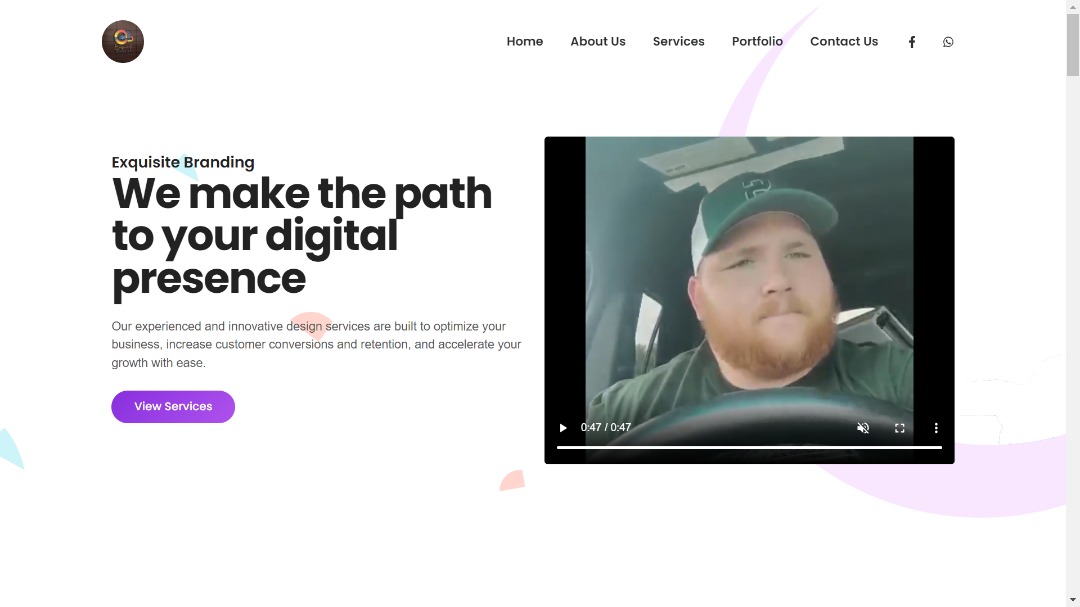 Home About Us Services Portfolio Contact Us
Exquisite Branding
We make the path
to your digital
presence
Our experienced and innovative design services are built to optimize your
business, increase customer conversions and retention, and accelerate your
growth with ease.
View Services
0:47 / 0:47